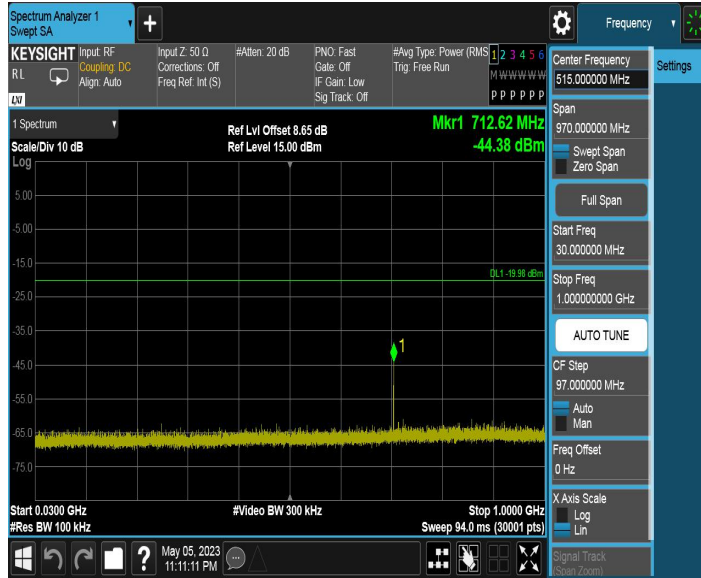 Spectrum Analyzer 1
Swept SA
Frequency
KEYSIGHT
RL
LXI
Input: RF
Coupling: DC
Align: Auto
Input Z: 50 Ω
Corrections: Off
Freq Ref: Int (S)
#Atten: 20 dB
PNO: Fast
Gate: Off
IF Gain: Low
Sig Track: Off
#Avg Type: Power (RMS
Trig: Free Run
1 2 3 4 5 6
M W W W W W
P P P P P P
Center Frequency
515.000000 MHz
Settings
Span
970.000000 MHz
Swept Span
Zero Span
Full Span
Start Freq
30.000000 MHz
Stop Freq
1.000000000 GHz
AUTO TUNE
CF Step
97.000000 MHz
Auto
Man
Freq Offset
0 Hz
X Axis Scale
Log
Lin
Signal Track
(Span Zoom)
1 Spectrum
Scale/Div 10 dB
Log
Ref Lvl Offset 8.65 dB
Ref Level 15.00 dBm
Mkr1 712.62 MHz
-44.38 dBm
5.00
-5.00
-15.0
DL1 -19.98 dBm
-25.0
-35.0
1
-45.0
-55.0
-65.0
-75.0
Start 0.0300 GHz
#Res BW 100 kHz
#Video BW 300 kHz
Stop 1.0000 GHz
Sweep 94.0 ms (30001 pts)
?
May 05, 2023
11:11:11 PM